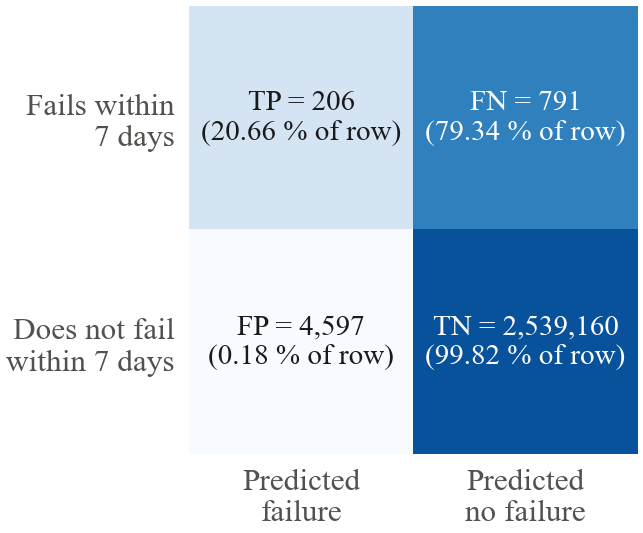 Fails within
7 days
TP = 206
(20.66 % of row)
FN = 791
(79.34 % of row)
Does not fail
within 7 days
FP = 4,597
(0.18 % of row)
TN = 2,539,160
(99.82 % of row)
Predicted
failure
Predicted
no failure